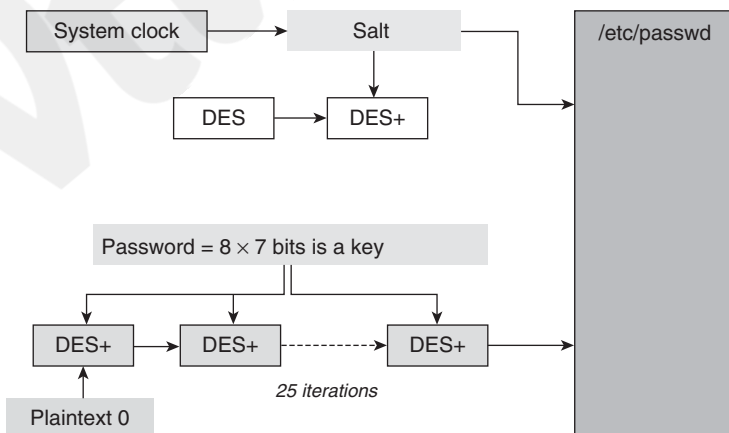 System clock
Salt
/etc/passwd
DES
DES+
Password = 8 × 7 bits is a key
DES+
DES+
DES+
25 iterations
Plaintext 0